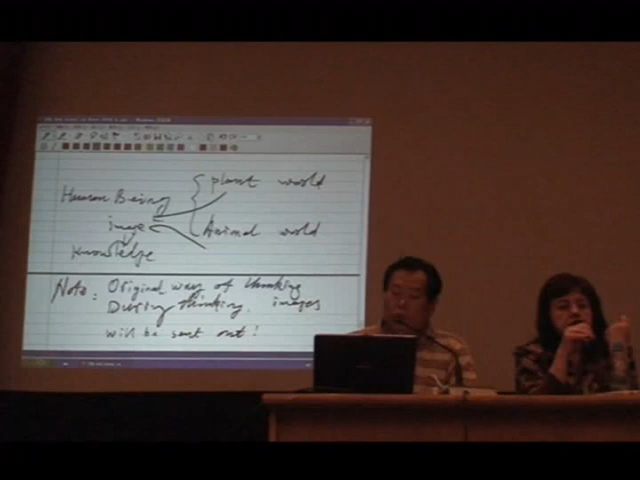 Human Being { plant world
image Animal world
Knowledge
Note: Original way of thinking
During thinking, images
will be sent out!